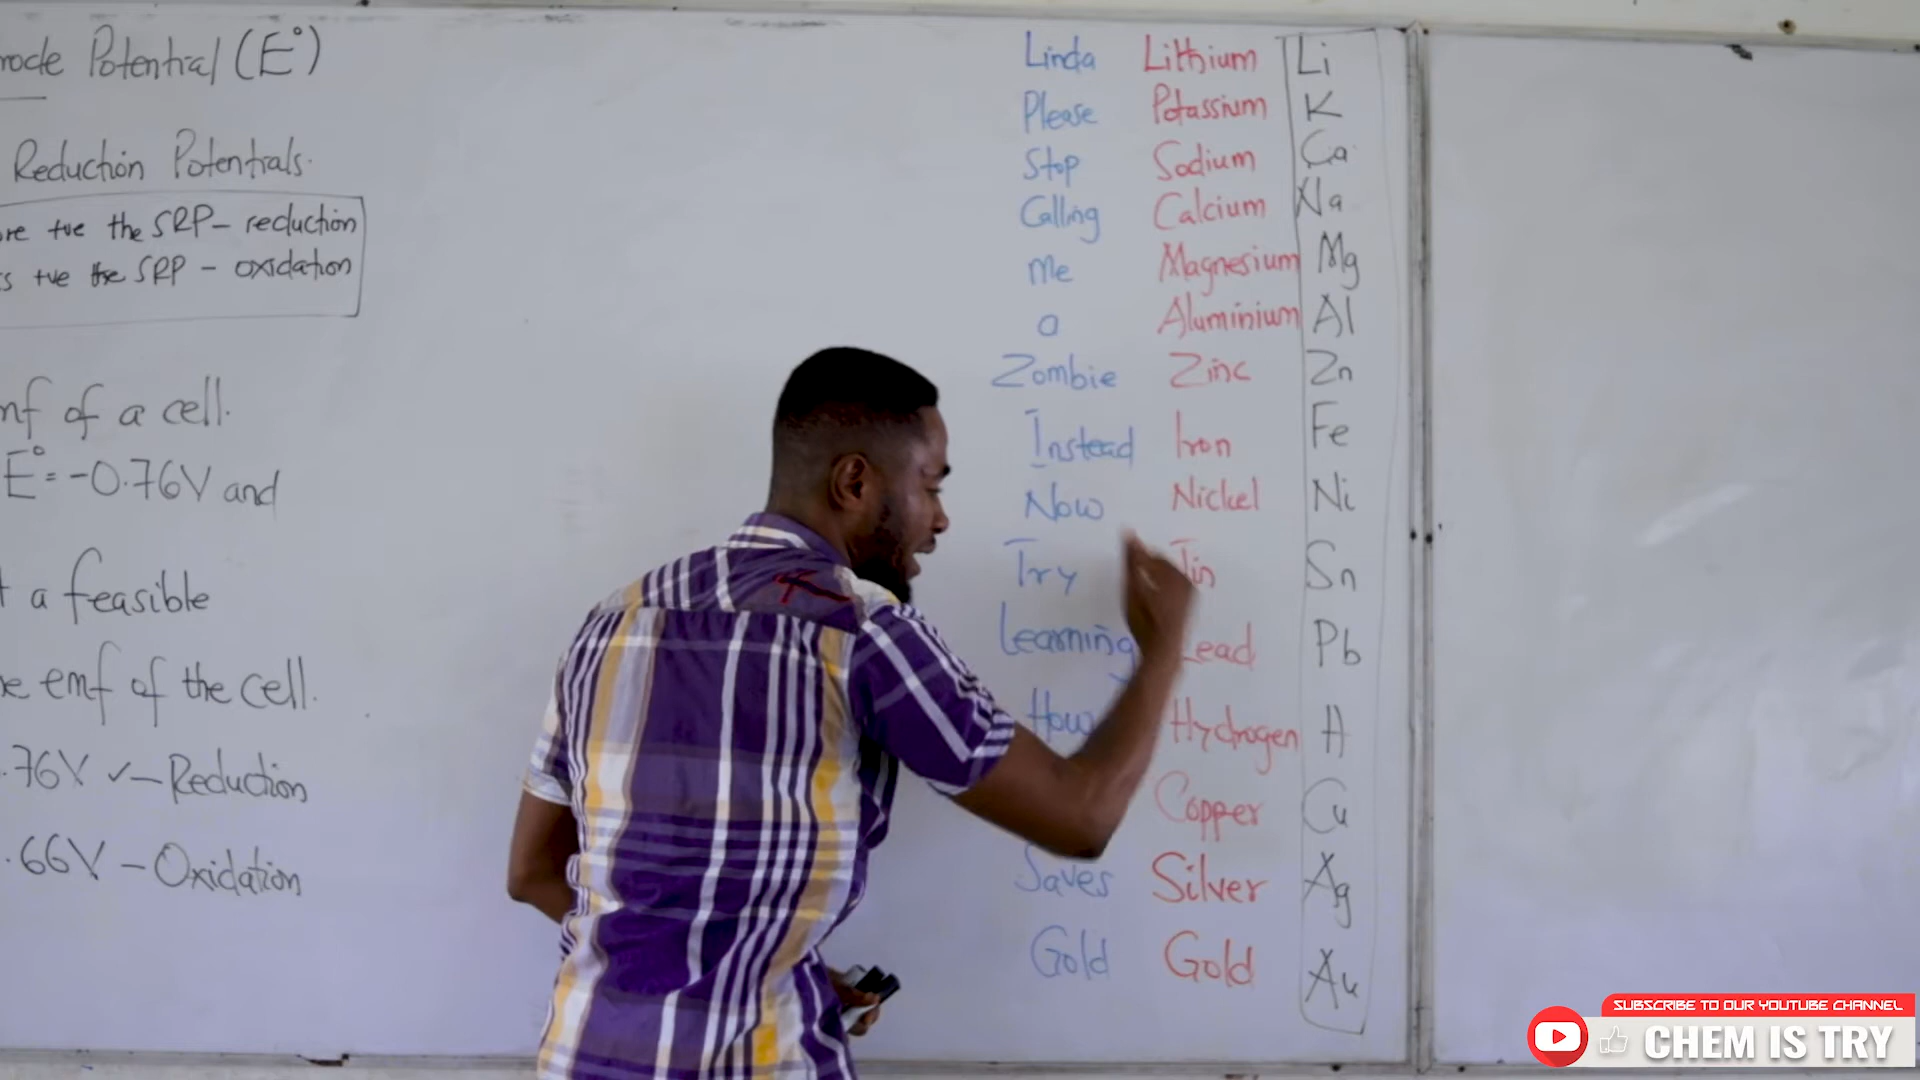 Potential (E°)
Reduction Potentials.
+ve the SRP - reduction
+ve the SRP - oxidation
of a cell.
E° = -0.76V and
a feasible
emf of the cell.
.76V ✓ - Reduction
.66V - Oxidation
Linda Lithium Li
Please Potassium K
Stop Sodium Ca
Calling Calcium Na
Me Magnesium Mg
a Aluminium Al
Zombie Zinc Zn
Instead Iron Fe
Now Nickel Ni
Try Tin Sn
Learning Lead Pb
How Hydrogen H
Copper Cu
Saves Silver Ag
Gold Gold Au
SUBSCRIBE TO OUR YOUTUBE CHANNEL
CHEM IS TRY